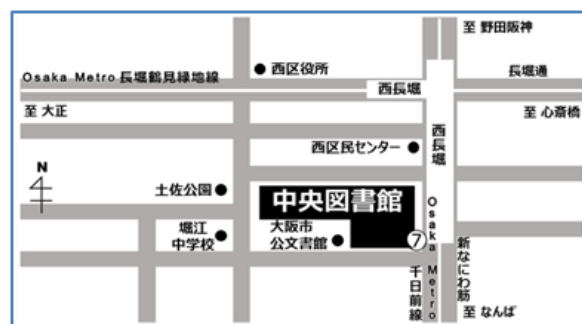 至 野田阪神
西区役所
Osaka Metro 長堀鶴見緑地線
長堀通
西長堀
至 大正
至 心斎橋
西長堀
西区民センター
N
土佐公園
中央図書館
堀江
中学校
大阪市
公文書館
⑦
Osaka Metro
千日前線
新なにわ筋
至 なんば